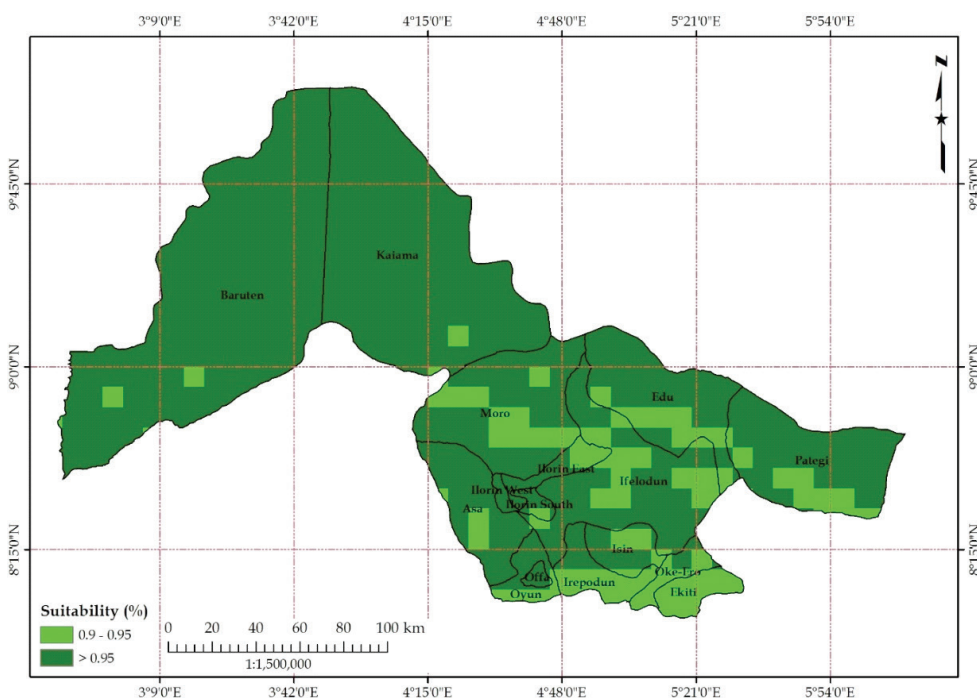 3°9'0"E 3°42'0"E 4°15'0"E 4°48'0"E 5°21'0"E 5°54'0"E
N
9°45'0"N 9°45'0"N
Kaiama
Baruten
9°0'0"N 9°0'0"N
Edu
Moro
Pategi
Ilorin East
Ifelodun
Ilorin West
Ilorin South
Asa
8°15'0"N 8°15'0"N
Isin
Oke-Ero
Offa
Irepodun
Ekiti
Oyun
Suitability (%)
0.9 - 0.95
> 0.95
0 20 40 60 80 100 km
1:1,500,000
3°9'0"E 3°42'0"E 4°15'0"E 4°48'0"E 5°21'0"E 5°54'0"E